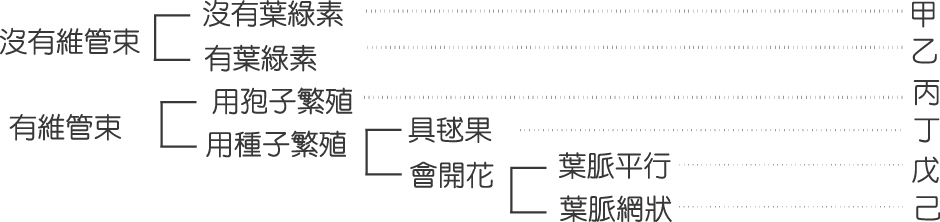 沒有葉綠素 甲
沒有維管束
有葉綠素 乙
用孢子繁殖 丙
有維管束
用種子繁殖
具毬果 丁
會開花
葉脈平行 戊
葉脈網狀 己